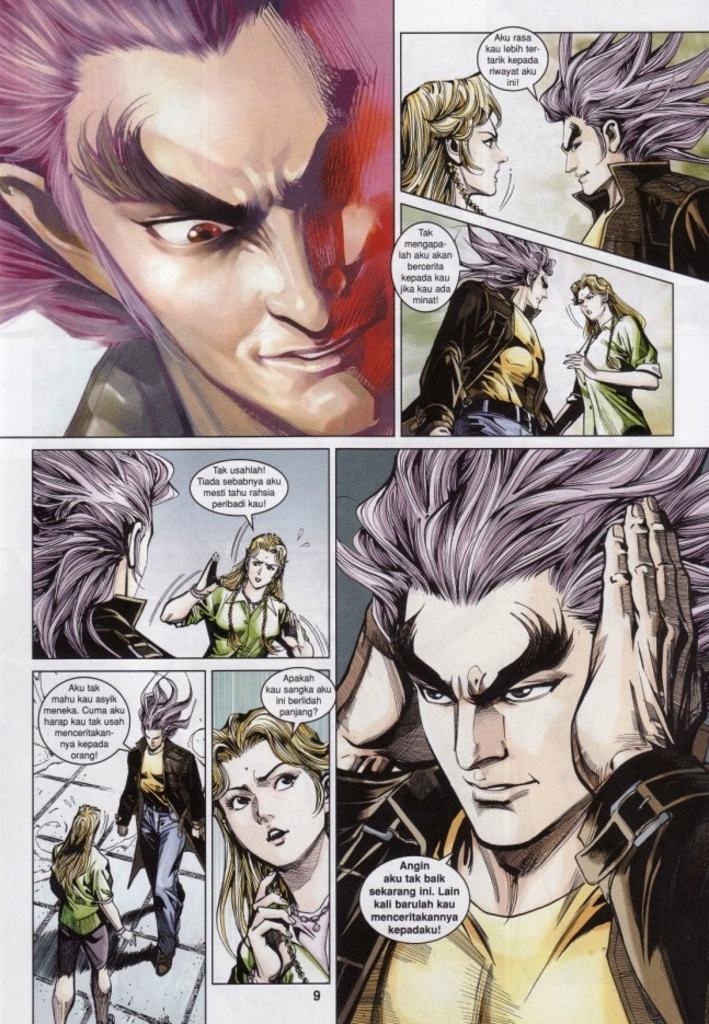 Aku rasa
kau lebih ter-
tarik kepada
riwayat aku
ini!
Tak
mengapa-
lah aku akan
bercerita
kepada kau
jika kau ada
minat!
Tak usahlah!
Tiada sebabnya aku
mesti tahu rahsia
peribadi kau!
Aku tak
mahu kau asyik
meneka. Cuma aku
harap kau tak usah
menceritakan-
nya kepada
orang!
Apakah
kau sangka aku
ini berlidah
panjang?
Angin
aku tak baik
sekarang ini. Lain
kali barulah kau
menceritakannya
kepadaku!
9